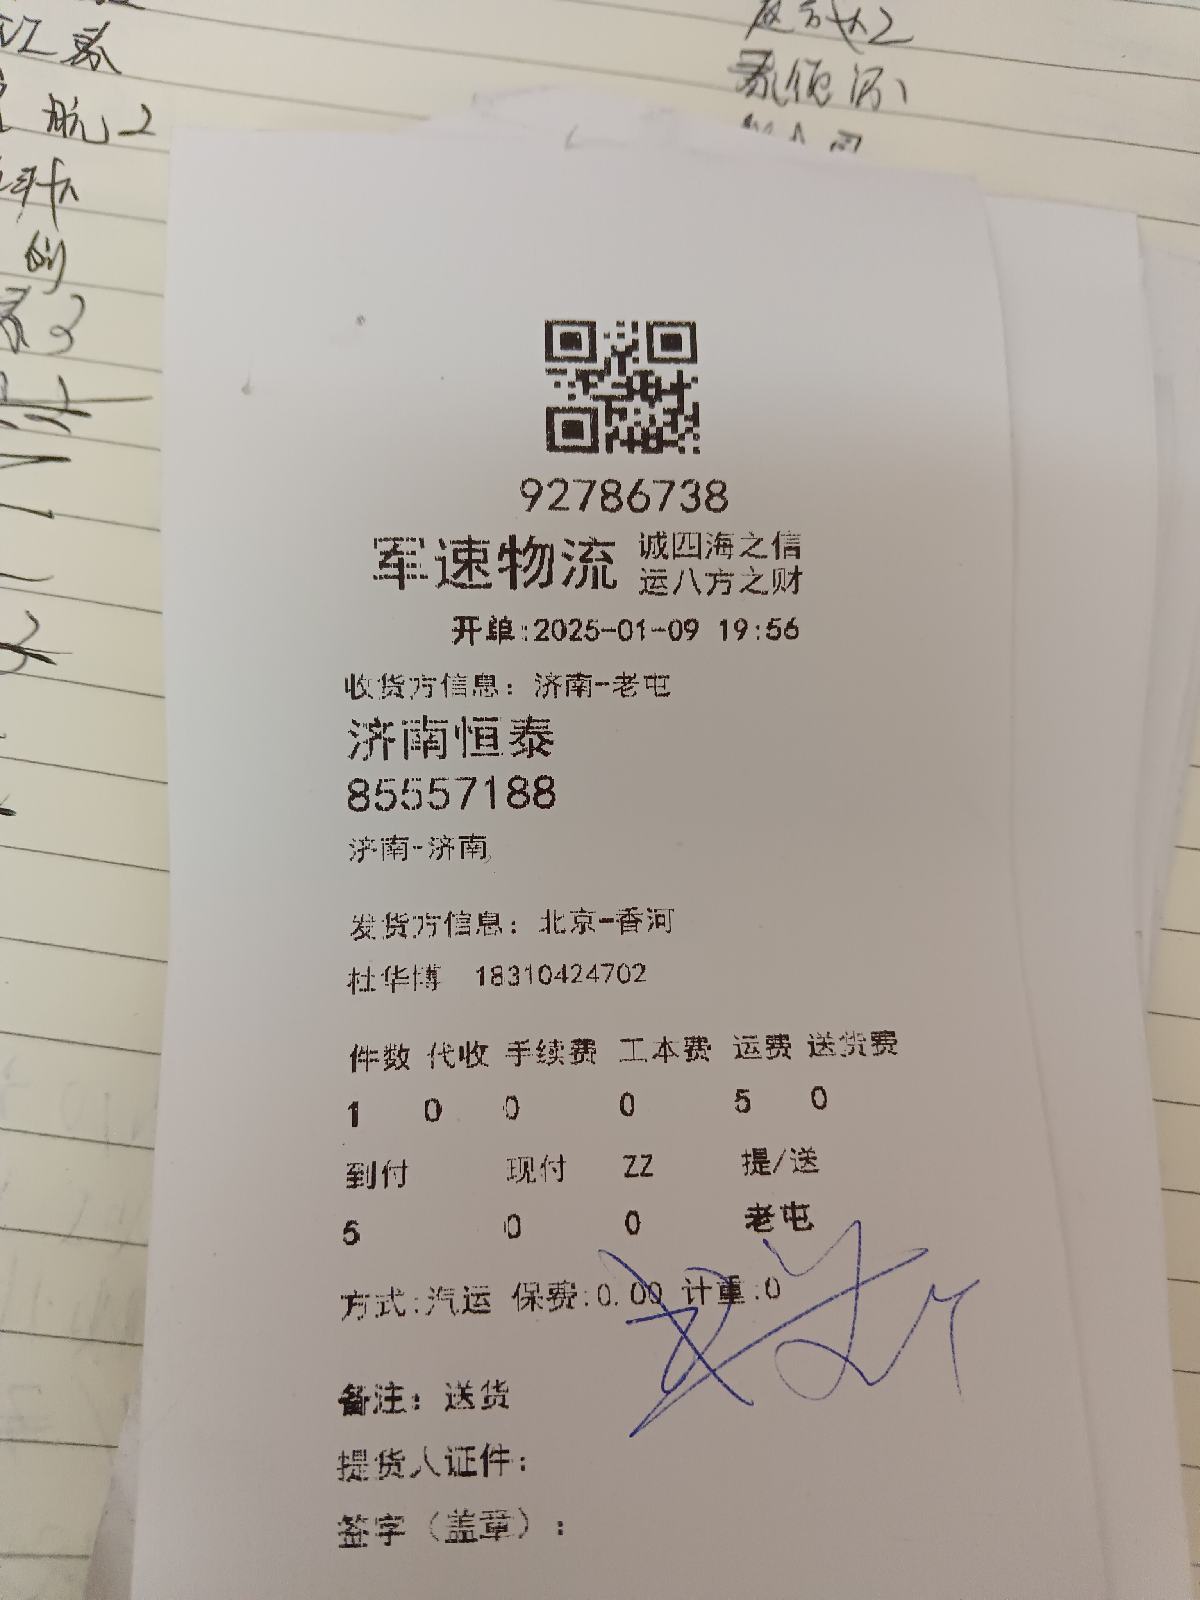 92786738
军速物流 诚四海之信
运八方之财
开单:2025-01-09 19:56
收货方信息：济南-老屯
济南恒泰
85557188
济南-济南
发货方信息：北京-香河
杜华博 18310424702
件数 代收 手续费 工本费 运费 送货费
1 0 0 0 5 0
到付 现付 ZZ 提/送
5 0 0 老屯
方式:汽运 保费:0.00 计重:0
备注：送货
提货人证件：
签字（盖章）：